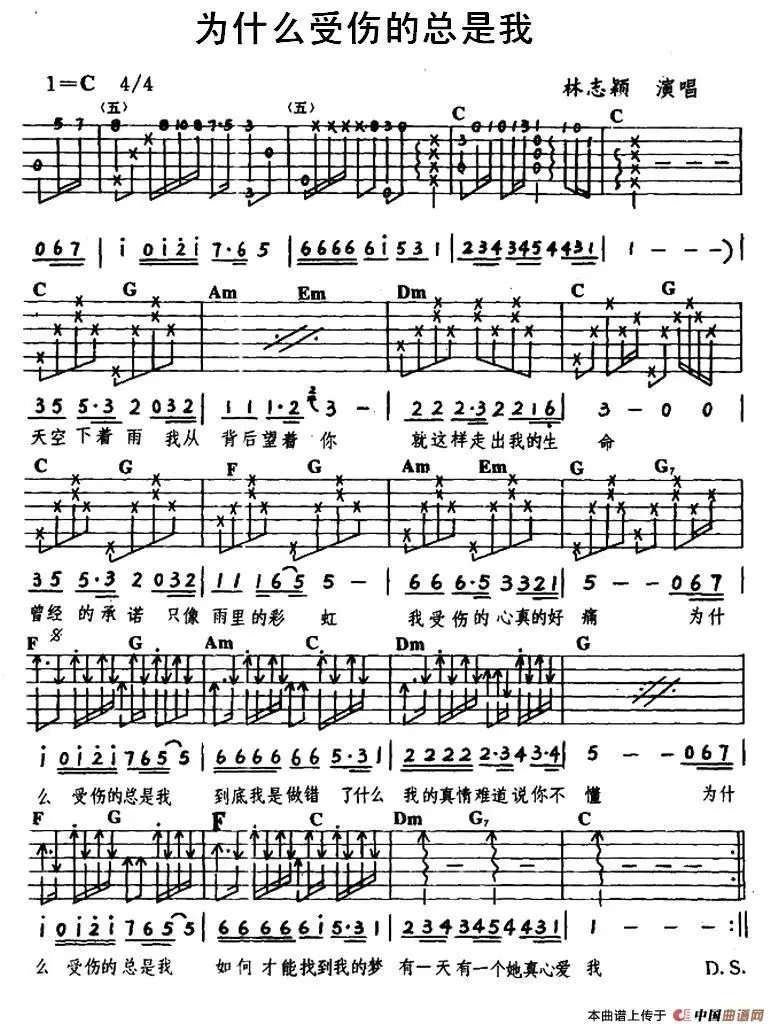 为什么受伤的总是我
1=C 4/4
林志颖 演唱
〈五〉 〈五〉 C C
0 5 7 8 8 10 8 7·5 3
0 6 7 | i 0 i 2 i 7·6 5 | 6 6 6 6 6 i 5 3 1 | 2 3 4 3 4 5 4 4 3 1 | 1 - - - ) |
C G Am Em Dm C G
3 5 5·3 2 0 3 2 | 1 1 1·2 3 - | 2 2 2 2·3 2 2 1 6 | 3 - 0 0 |
天空下着雨 我从 背后望着 你 就这样走出我的生 命
C G F G Am Em G G7
3 5 5·3 2 0 3 2 | 1 1 1 6 5 5 - | 6 6 6 6·5 3 3 2 1 | 5 - - 0 6 7 |
曾经的承诺 只像 雨里的彩 虹 我受伤的心真的好 痛 为什
F G Am C Dm G
i 0 i 2 i 7 6 5 5 | 6 6 6 6 6 6 6 5·3 1 | 2 2 2 2 2·3 4 3·4 | 5 - - 0 6 7 |
么 受伤的总是我 到底我是做错 了什么 我的真情难道说你不 懂 为什
F G F C Dm G7 C
i 0 i 2 i 7 6 5 5 | 6 6 6 6 6 6 i 5·3 1 | 2 3 4 3 4 5 4 4 3 1 | 1 - - - :||
么 受伤的总是我 如何才能找到我的梦 有一天有一个她真心爱 我 D.S.
本曲谱上传于 中国曲谱网